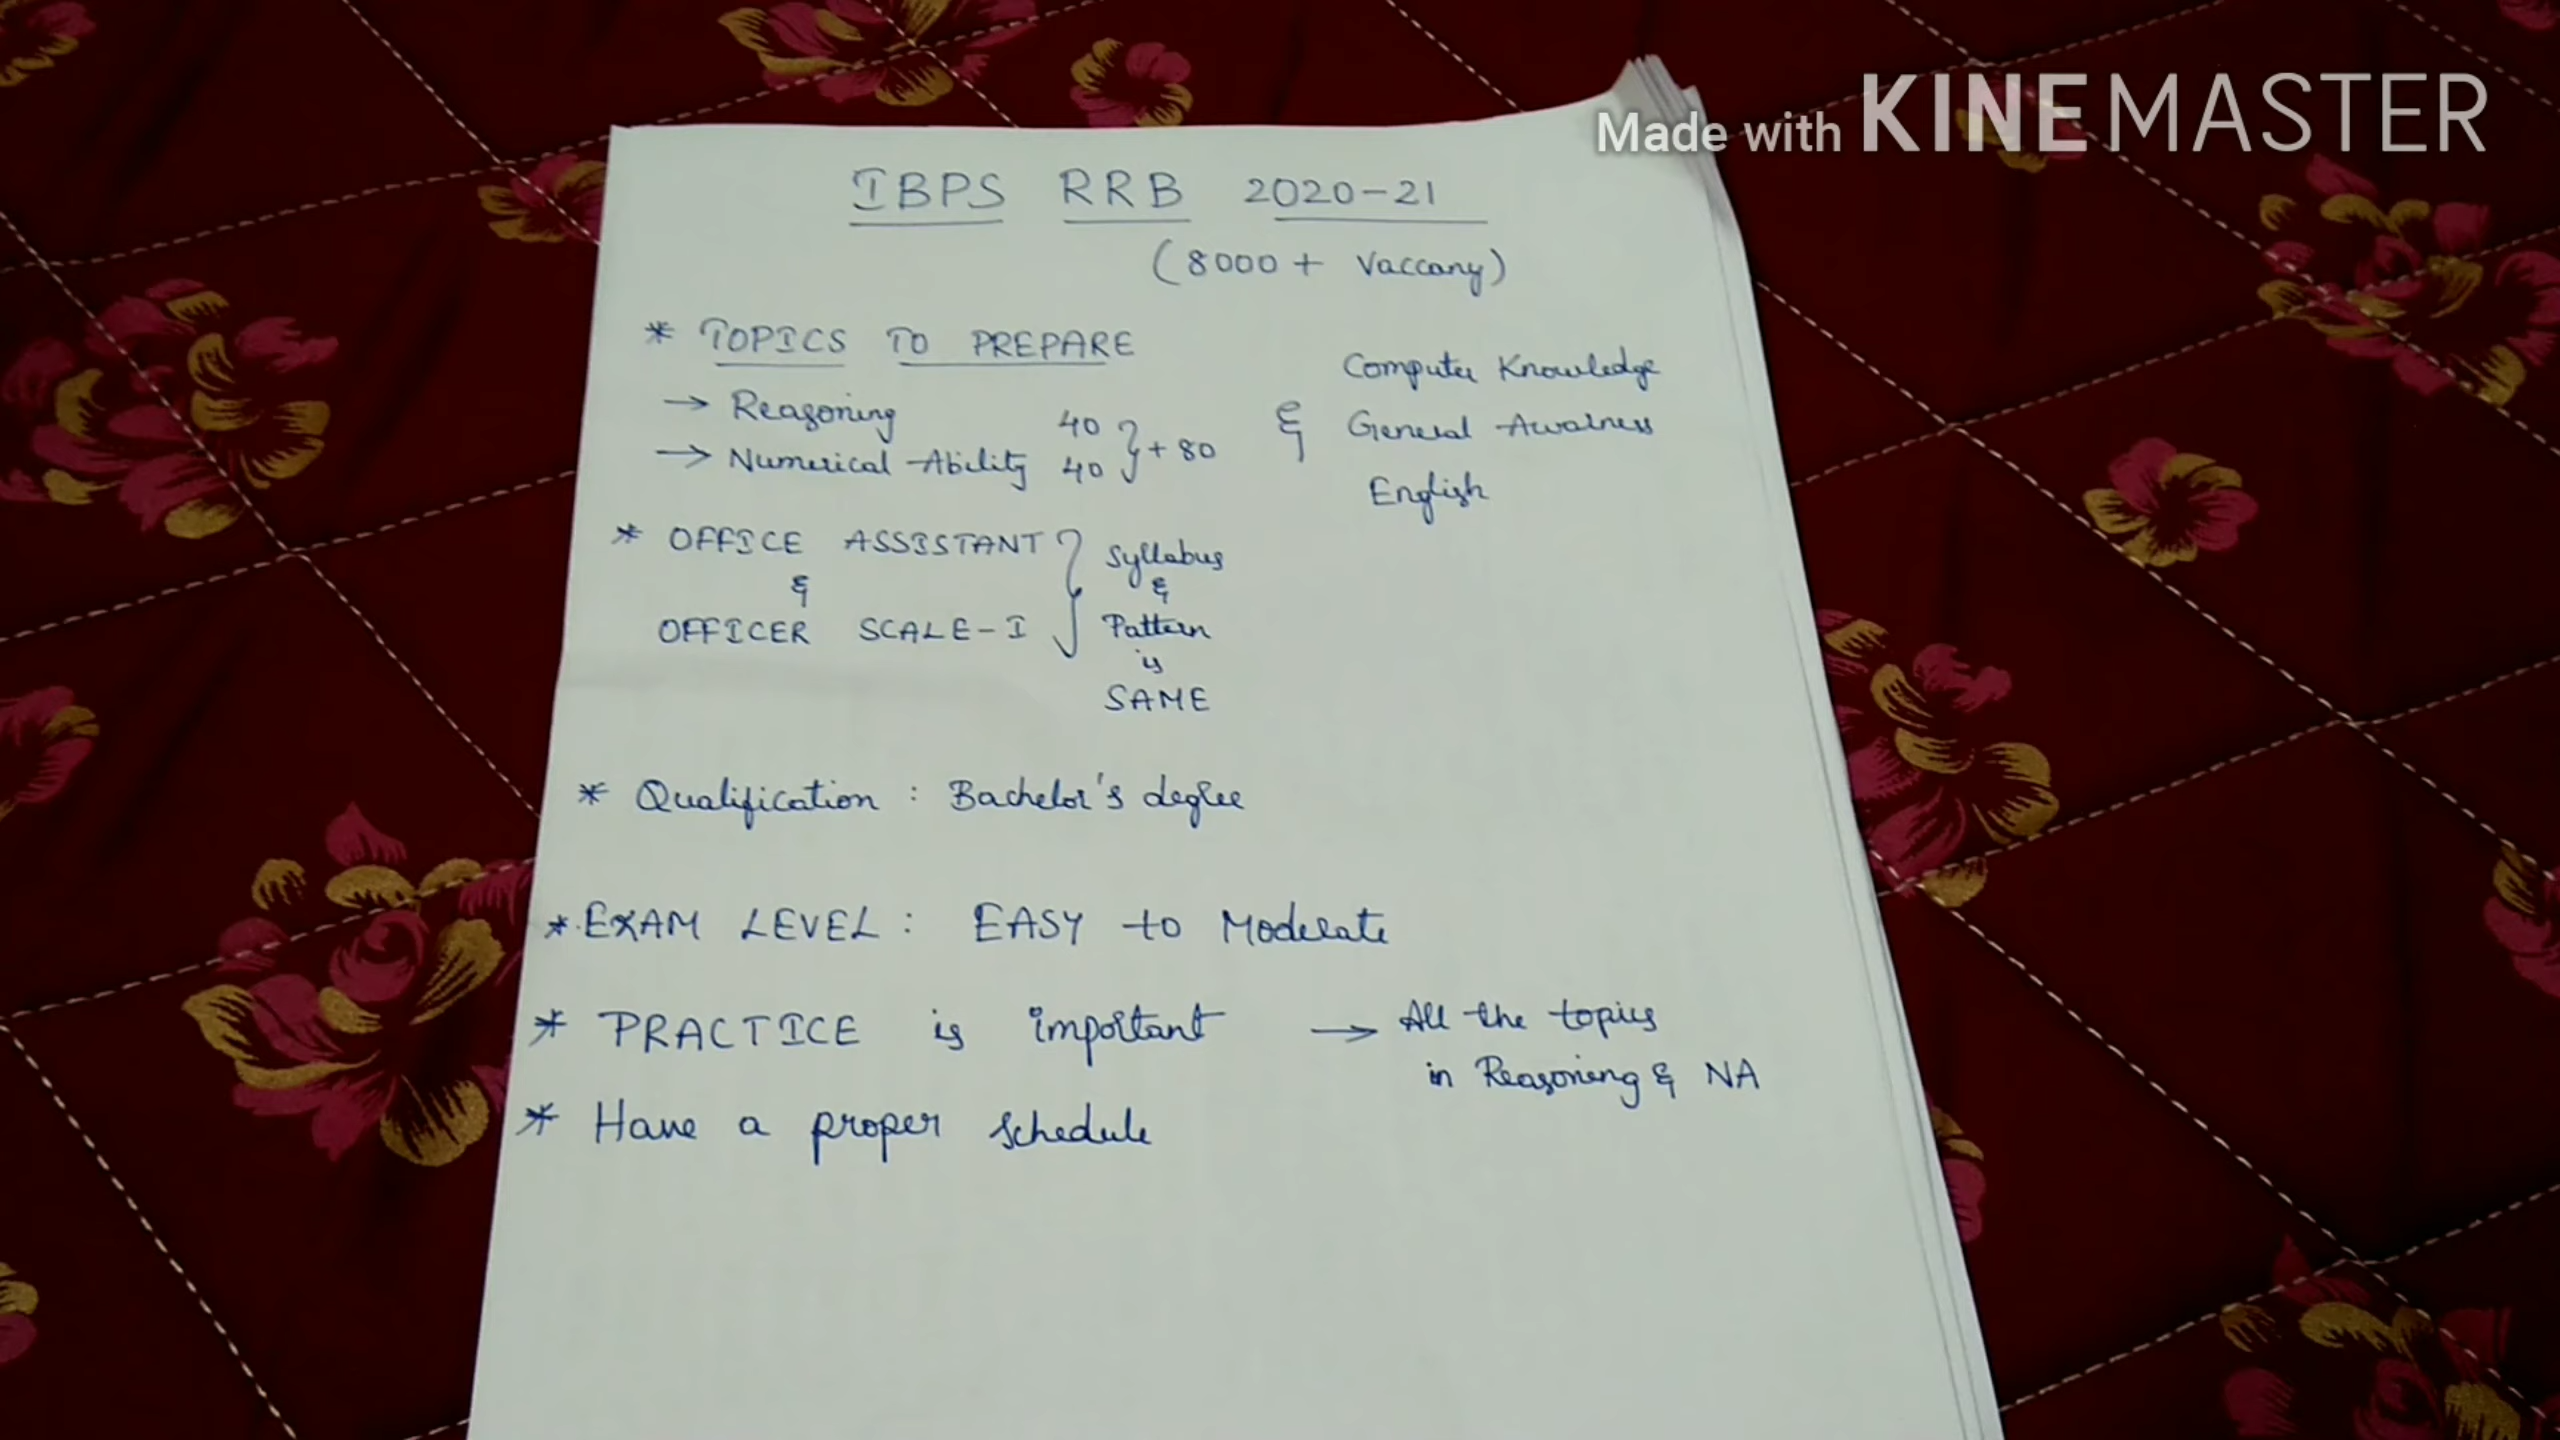 Made with KINEMASTER
IBPS RRB 2020-21
(8000 + Vaccany)
* TOPICS TO PREPARE
→ Reasoning 40
→ Numerical Ability 40 } + 80
& Computer Knowledge
General Awarness
English
* OFFICE ASSISTANT
&
OFFICER SCALE-I
} Syllabus
&
Pattern
is
SAME
* Qualification : Bachelor's degree
* EXAM LEVEL : EASY to Moderate
* PRACTICE is important → All the topics
in Reasoning & NA
* Have a proper schedule